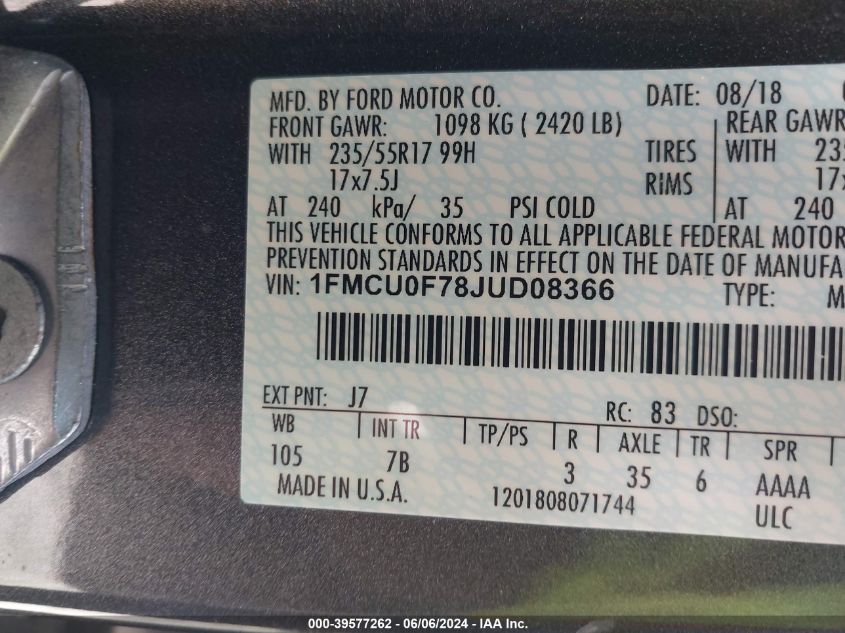 MFD. BY FORD MOTOR CO. DATE: 08/18
FRONT GAWR: 1098 KG ( 2420 LB) REAR GAWR
WITH 235/55R17 99H TIRES WITH
17x7.5J RIMS
AT 240 kPa/ 35 PSI COLD AT 240
THIS VEHICLE CONFORMS TO ALL APPLICABLE FEDERAL MOTOR
PREVENTION STANDARDS IN EFFECT ON THE DATE OF MANUFA
VIN: 1FMCU0F78JUD08366 TYPE:
EXT PNT: J7 RC: 83 DSO:
WB INT TR TP/PS R AXLE TR SPR
105 7B 3 35 6 AAAA
MADE IN U.S.A. 1201808071744 ULC
000-39577262 - 06/06/2024 - IAA Inc.